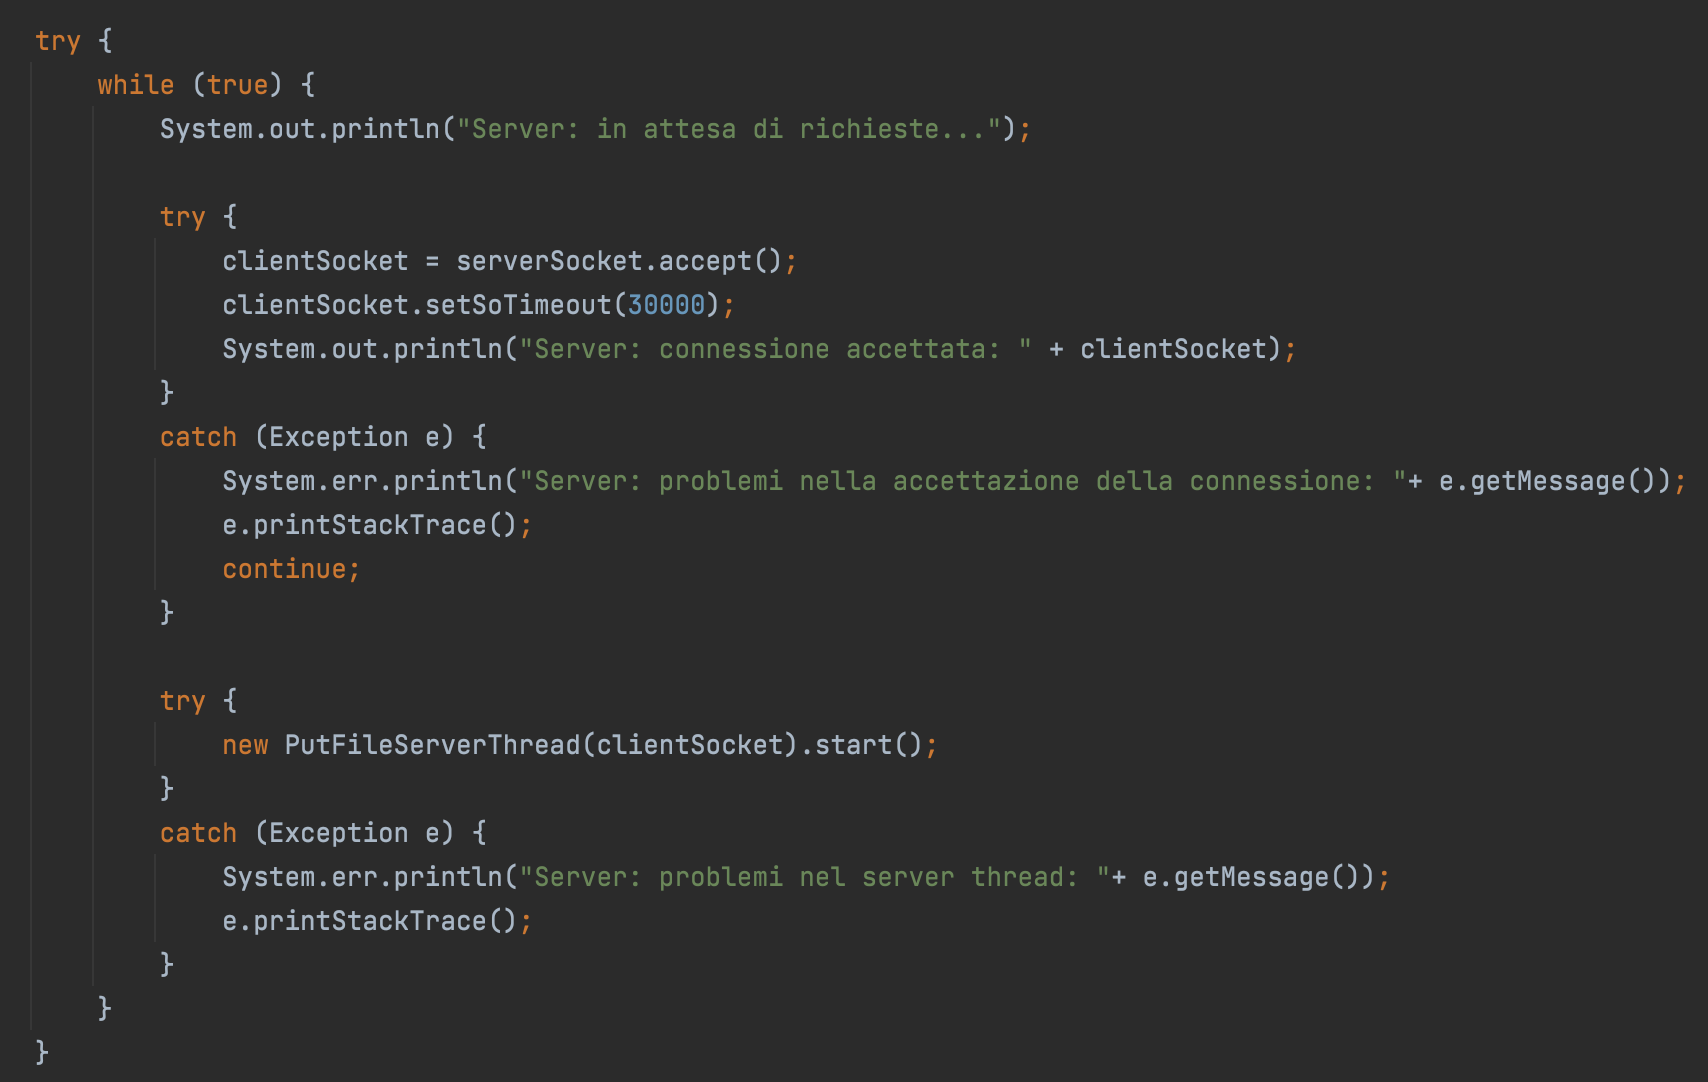 try {
    while (true) {
        System.out.println("Server: in attesa di richieste...");

        try {
            clientSocket = serverSocket.accept();
            clientSocket.setSoTimeout(30000);
            System.out.println("Server: connessione accettata: " + clientSocket);
        }
        catch (Exception e) {
            System.err.println("Server: problemi nella accettazione della connessione: "+ e.getMessage());
            e.printStackTrace();
            continue;
        }

        try {
            new PutFileServerThread(clientSocket).start();
        }
        catch (Exception e) {
            System.err.println("Server: problemi nel server thread: "+ e.getMessage());
            e.printStackTrace();
        }
    }
}